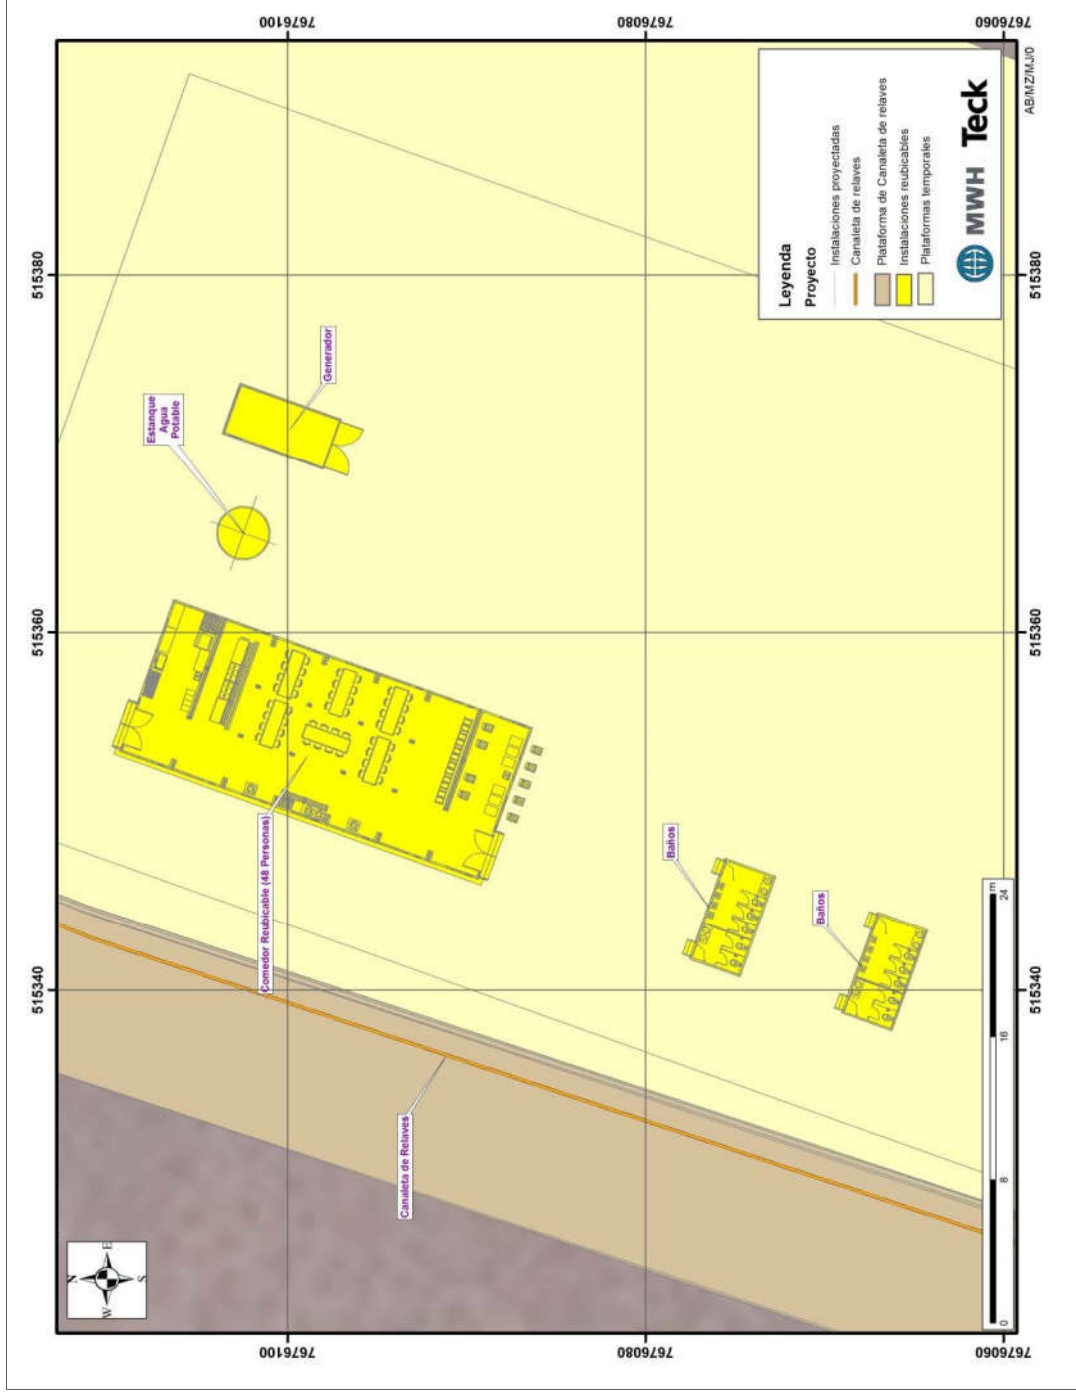 515340
515360
515380
7676100
7676100
7676080
7676080
7676060
7676060
515340
515360
515380
N
W
E
S
Estanque
Agua
Potable
Generador
Comedor Reubicable (48 Personas)
Canaleta de Relaves
Baños
Baños
Leyenda
Proyecto
Instalaciones proyectadas
Canaleta de relaves
Plataforma de Canaleta de relaves
Instalaciones reubicables
Plataformas temporales
MWH
Teck
0
8
16
24
m
AB/MZ/MJ/0